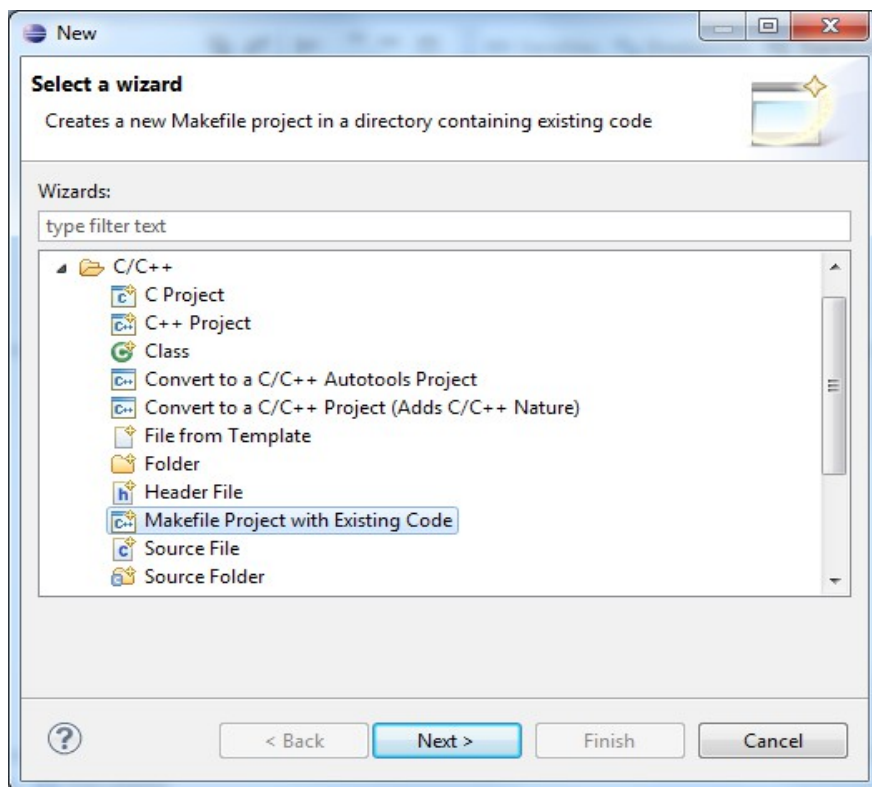 New
Select a wizard
Creates a new Makefile project in a directory containing existing code
Wizards:
type filter text
C/C++
C Project
C++ Project
Class
Convert to a C/C++ Autotools Project
Convert to a C/C++ Project (Adds C/C++ Nature)
File from Template
Folder
Header File
Makefile Project with Existing Code
Source File
Source Folder
< Back Next > Finish Cancel